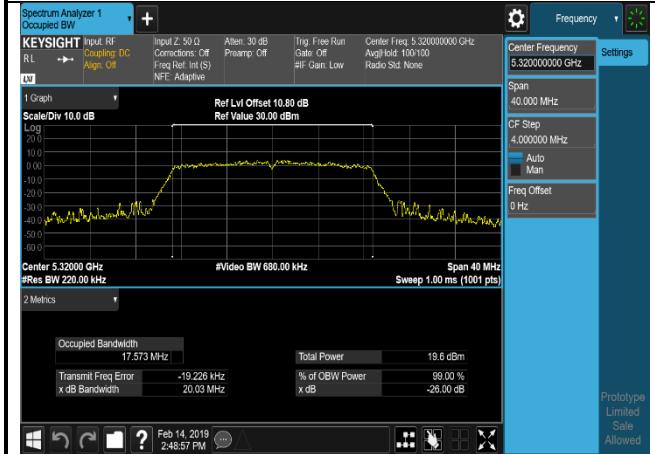 Spectrum Analyzer 1
Occupied BW
Frequency
KEYSIGHT
Input: RF
Coupling: DC
Align: Off
Input Z: 50 Ω
Corrections: Off
Freq Ref: Int (S)
NFE: Adaptive
Atten: 30 dB
Preamp: Off
Trig: Free Run
Gate: Off
#IF Gain: Low
Center Freq: 5.320000000 GHz
Avg|Hold: 100/100
Radio Std: None
R L
LXI
Center Frequency
5.320000000 GHz
Settings
Span
40.000 MHz
CF Step
4.000000 MHz
Auto
Man
Freq Offset
0 Hz
1 Graph
Scale/Div 10.0 dB
Ref Lvl Offset 10.80 dB
Ref Value 30.00 dBm
Log
20.0
10.0
0.00
-10.0
-20.0
-30.0
-40.0
-50.0
-60.0
Center 5.32000 GHz
#Video BW 680.00 kHz
Span 40 MHz
#Res BW 220.00 kHz
Sweep 1.00 ms (1001 pts)
2 Metrics
Occupied Bandwidth
17.573 MHz
Total Power 19.6 dBm
Transmit Freq Error -19.226 kHz
% of OBW Power 99.00 %
x dB Bandwidth 20.03 MHz
x dB -26.00 dB
Prototype
Limited
Sale
Allowed
Feb 14, 2019
2:48:57 PM